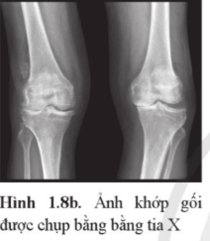 Hình 1.8b. Ảnh khớp gối
được chụp bằng bằng tia X